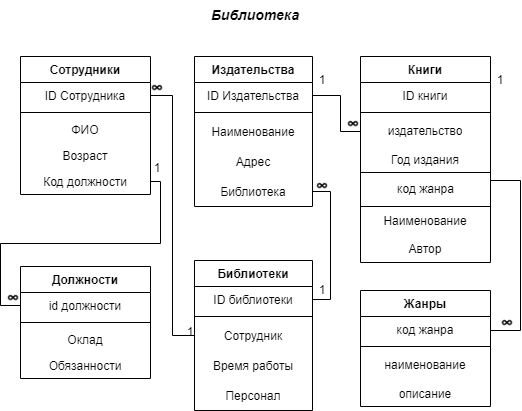 Библиотека
Сотрудники
ID Сотрудника
ФИО
Возраст
Код должности
∞
1
Издательства
ID Издательства
Наименование
Адрес
Библиотека
1
∞
∞
Книги
ID книги
издательство
Год издания
код жанра
Наименование
Автор
1
Должности
id должности
Оклад
Обязанности
∞
Библиотеки
ID библиотеки
Сотрудник
Время работы
Персонал
1
1
Жанры
код жанра
наименование
описание
∞